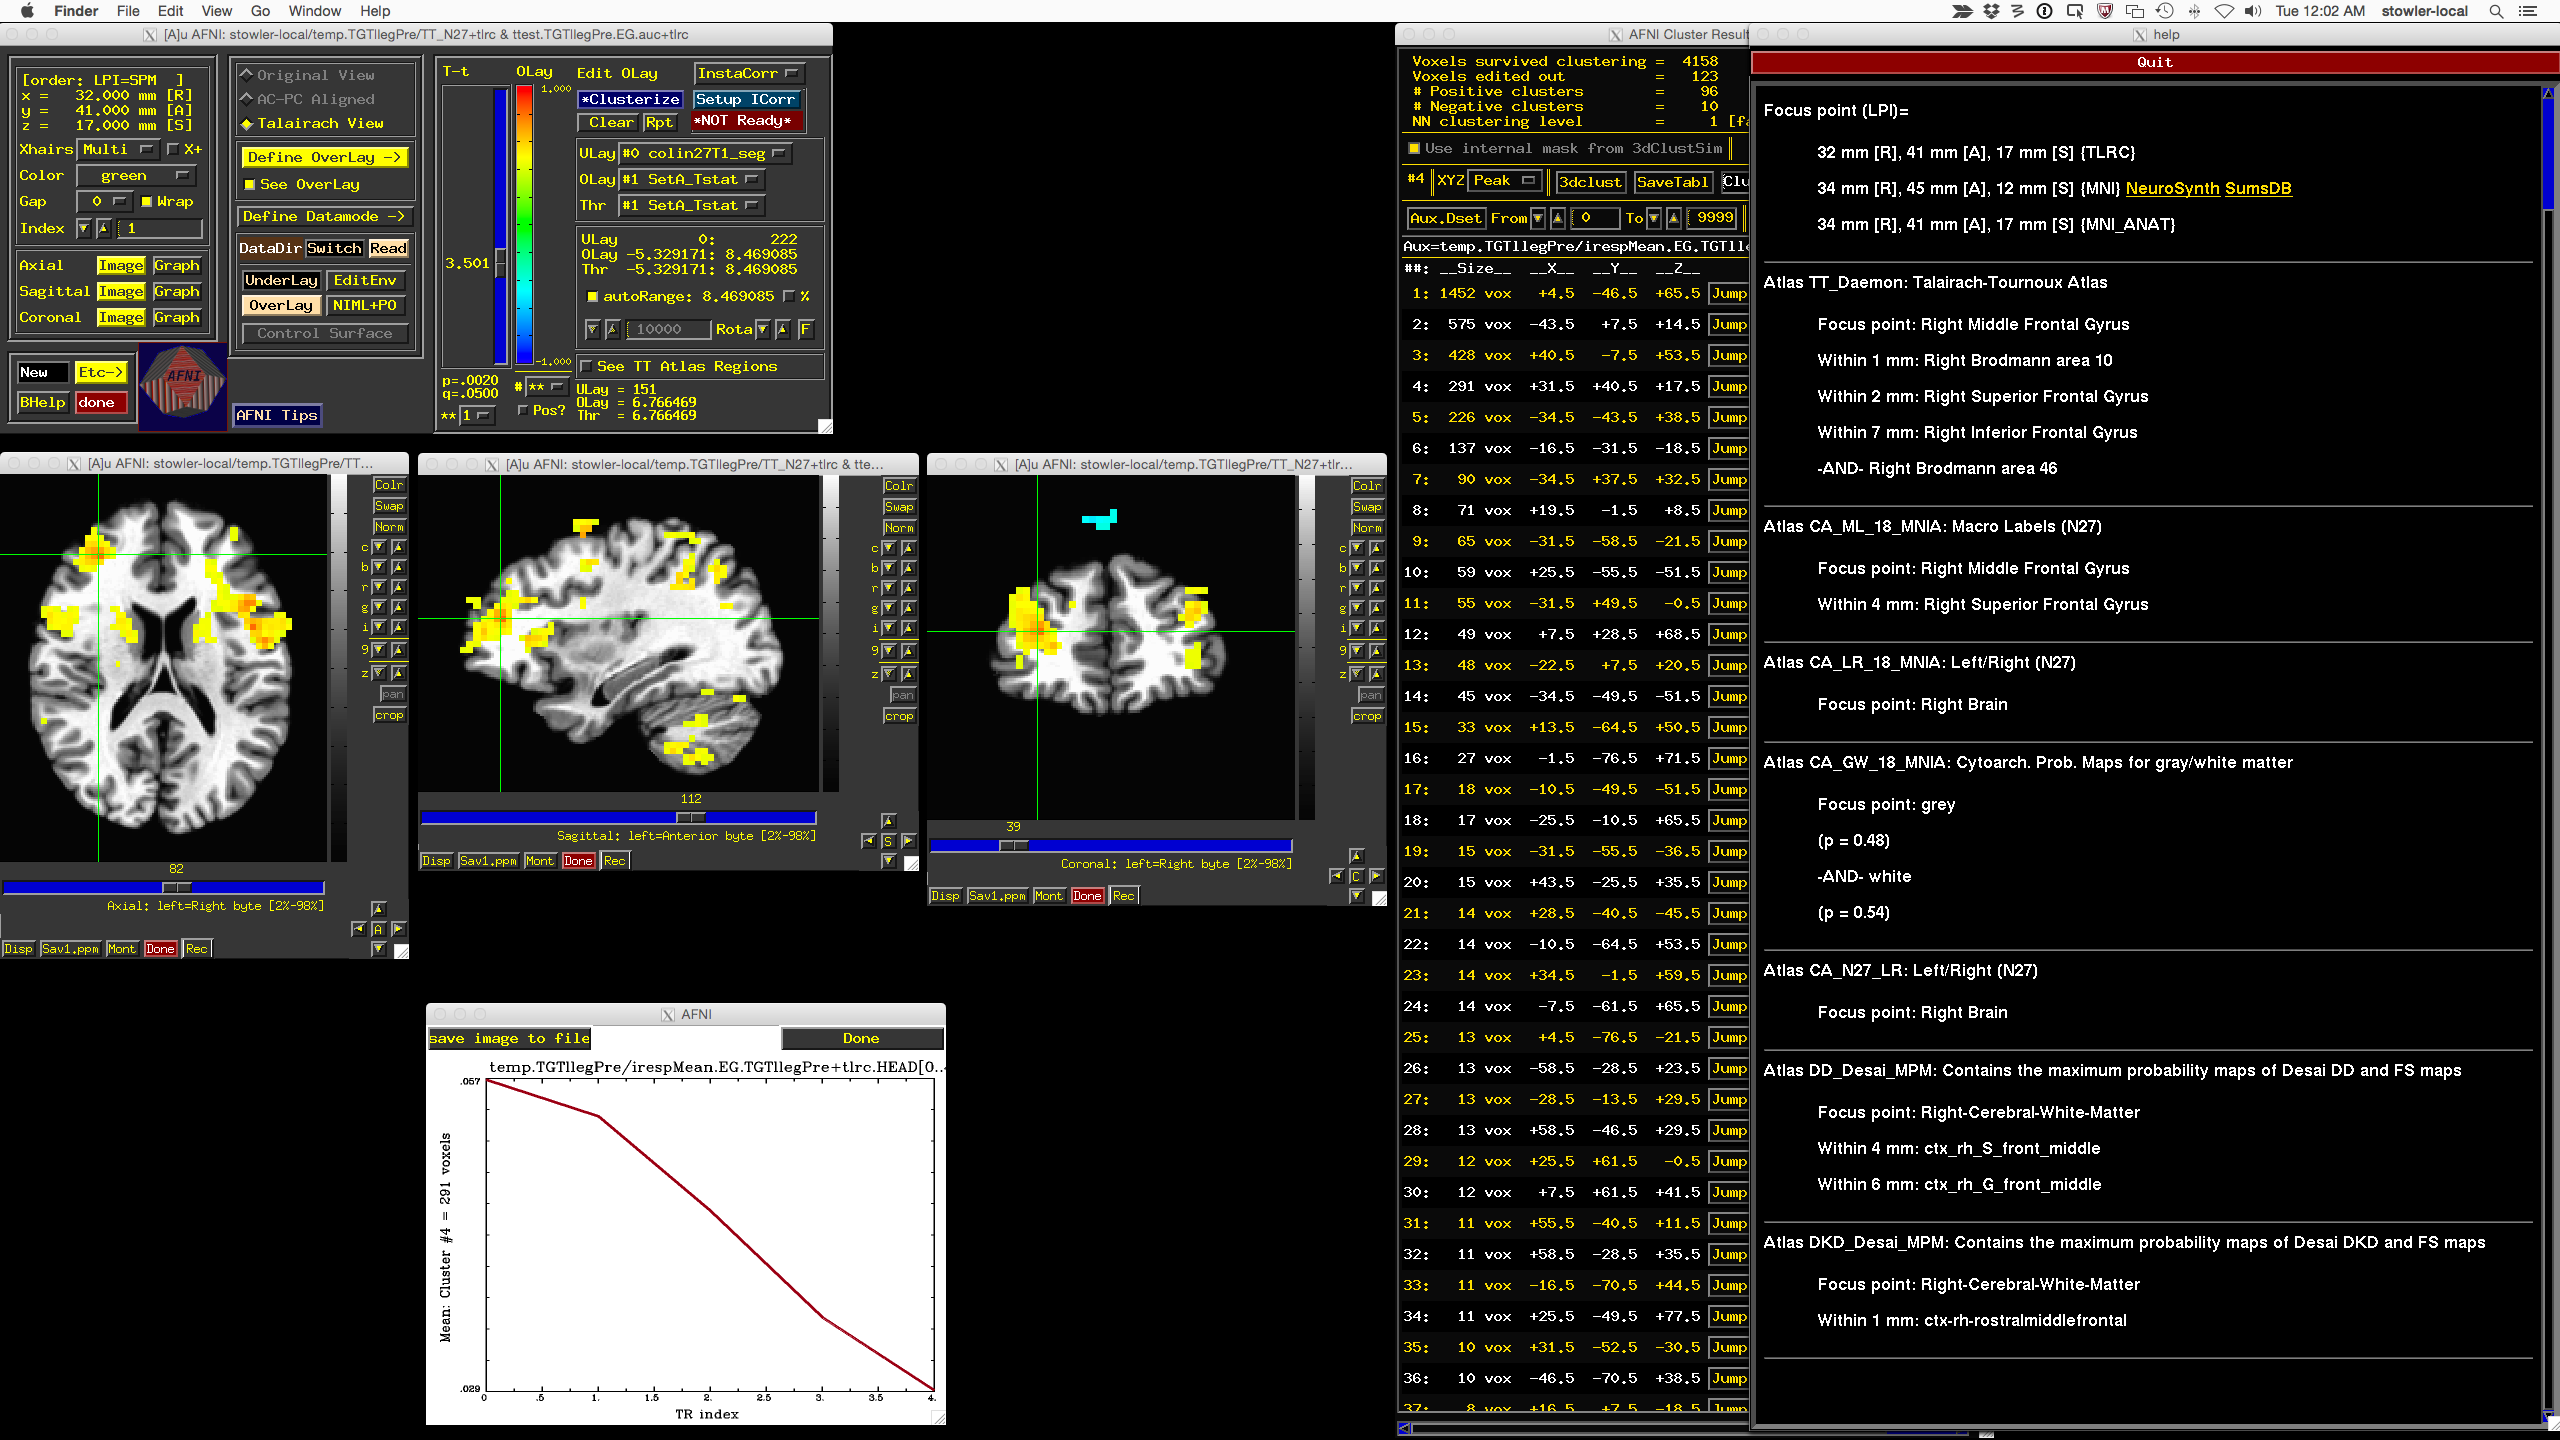 Finder File Edit View Go Window Help
Tue 12:02 AM stowler-local
[A]u AFNI: stowler-local/temp.TGTllegPre/TT_N27+tlrc & ttest.TGTllegPre.EG.auc+tlrc
[order: LPI=SPM ]
x = 32.000 mm [R]
y = 41.000 mm [A]
z = 17.000 mm [S]
Xhairs Multi X+
Color green
Gap 0 Wrap
Index 1
Axial Image Graph
Sagittal Image Graph
Coronal Image Graph
New Etc->
BHelp done
AFNI
Original View
AC-PC Aligned
Talairach View
Define OverLay ->
See OverLay
Define Datamode ->
DataDir Switch Read
UnderLay EditEnv
OverLay NIML+PO
Control Surface
AFNI Tips
T-t OLay Edit OLay InstaCorr
1.000
*Clusterize Setup ICorr
Clear Rpt *NOT Ready*
ULay #0 colin27T1_seg
OLay #1 SetA_Tstat
Thr #1 SetA_Tstat
3.501
ULay 0: 222
OLay -5.329171: 8.469085
Thr -5.329171: 8.469085
autoRange: 8.469085 %
10000 Rota F
-1.000
See TT Atlas Regions
p=.0020
q=.0500
# **
** 1
Pos?
ULay = 151
OLay = 6.766469
Thr = 6.766469
[A]u AFNI: stowler-local/temp.TGTllegPre/TT...
Colr
Swap
Norm
c
b
r
g
i
9
z
pan
crop
82
Axial: left=Right byte [2%-98%]
A
Disp Sav1.ppm Mont Done Rec
[A]u AFNI: stowler-local/temp.TGTllegPre/TT_N27+tlrc & tte...
Colr
Swap
Norm
c
b
r
g
i
9
z
pan
crop
112
Sagittal: left=Anterior byte [2%-98%]
S
Disp Sav1.ppm Mont Done Rec
[A]u AFNI: stowler-local/temp.TGTllegPre/TT_N27+tlr...
Colr
Swap
Norm
c
b
r
g
i
9
z
pan
crop
39
Coronal: left=Right byte [2%-98%]
C
Disp Sav1.ppm Mont Done Rec
AFNI
save image to file Done
temp.TGTllegPre/irespMean.EG.TGTllegPre+tlrc.HEAD[0..
.057
Mean: Cluster #4 = 291 voxels
.029
0 .5 1. 1.5 2. 2.5 3. 3.5 4.
TR index
AFNI Cluster Result
Voxels survived clustering = 4158
Voxels edited out = 123
# Positive clusters = 96
# Negative clusters = 10
NN clustering level = 1 [fa
Use internal mask from 3dClustSim
#4 XYZ Peak 3dclust SaveTabl Clu
Aux.Dset From 0 To 9999
Aux=temp.TGTllegPre/irespMean.EG.TGTlle
##: __Size__ __X__ __Y__ __Z__
1: 1452 vox +4.5 -46.5 +65.5 Jump
2: 575 vox -43.5 +7.5 +14.5 Jump
3: 428 vox +40.5 -7.5 +53.5 Jump
4: 291 vox +31.5 +40.5 +17.5 Jump
5: 226 vox -34.5 -43.5 +38.5 Jump
6: 137 vox -16.5 -31.5 -18.5 Jump
7: 90 vox -34.5 +37.5 +32.5 Jump
8: 71 vox +19.5 -1.5 +8.5 Jump
9: 65 vox -31.5 -58.5 -21.5 Jump
10: 59 vox +25.5 -55.5 -51.5 Jump
11: 55 vox -31.5 +49.5 -0.5 Jump
12: 49 vox +7.5 +28.5 +68.5 Jump
13: 48 vox -22.5 +7.5 +20.5 Jump
14: 45 vox -34.5 -49.5 -51.5 Jump
15: 33 vox +13.5 -64.5 +50.5 Jump
16: 27 vox -1.5 -76.5 +71.5 Jump
17: 18 vox -10.5 -49.5 -51.5 Jump
18: 17 vox -25.5 -10.5 +65.5 Jump
19: 15 vox -31.5 -55.5 -36.5 Jump
20: 15 vox +43.5 -25.5 +35.5 Jump
21: 14 vox +28.5 -40.5 -45.5 Jump
22: 14 vox -10.5 -64.5 +53.5 Jump
23: 14 vox +34.5 -1.5 +59.5 Jump
24: 14 vox -7.5 -61.5 +65.5 Jump
25: 13 vox +4.5 -76.5 -21.5 Jump
26: 13 vox -58.5 -28.5 +23.5 Jump
27: 13 vox -28.5 -13.5 +29.5 Jump
28: 13 vox +58.5 -46.5 +29.5 Jump
29: 12 vox +25.5 +61.5 -0.5 Jump
30: 12 vox +7.5 +61.5 +41.5 Jump
31: 11 vox +55.5 -40.5 +11.5 Jump
32: 11 vox +58.5 -28.5 +35.5 Jump
33: 11 vox -16.5 -70.5 +44.5 Jump
34: 11 vox +25.5 -49.5 +77.5 Jump
35: 10 vox +31.5 -52.5 -30.5 Jump
36: 10 vox -46.5 -70.5 +38.5 Jump
37: 8 vox +16.5 +7.5 -18.5 Jump
help
Quit
Focus point (LPI)=
32 mm [R], 41 mm [A], 17 mm [S] {TLRC}
34 mm [R], 45 mm [A], 12 mm [S] {MNI} NeuroSynth SumsDB
34 mm [R], 41 mm [A], 17 mm [S] {MNI_ANAT}
Atlas TT_Daemon: Talairach-Tournoux Atlas
Focus point: Right Middle Frontal Gyrus
Within 1 mm: Right Brodmann area 10
Within 2 mm: Right Superior Frontal Gyrus
Within 7 mm: Right Inferior Frontal Gyrus
-AND- Right Brodmann area 46
Atlas CA_ML_18_MNIA: Macro Labels (N27)
Focus point: Right Middle Frontal Gyrus
Within 4 mm: Right Superior Frontal Gyrus
Atlas CA_LR_18_MNIA: Left/Right (N27)
Focus point: Right Brain
Atlas CA_GW_18_MNIA: Cytoarch. Prob. Maps for gray/white matter
Focus point: grey
(p = 0.48)
-AND- white
(p = 0.54)
Atlas CA_N27_LR: Left/Right (N27)
Focus point: Right Brain
Atlas DD_Desai_MPM: Contains the maximum probability maps of Desai DD and FS maps
Focus point: Right-Cerebral-White-Matter
Within 4 mm: ctx_rh_S_front_middle
Within 6 mm: ctx_rh_G_front_middle
Atlas DKD_Desai_MPM: Contains the maximum probability maps of Desai DKD and FS maps
Focus point: Right-Cerebral-White-Matter
Within 1 mm: ctx-rh-rostralmiddlefrontal